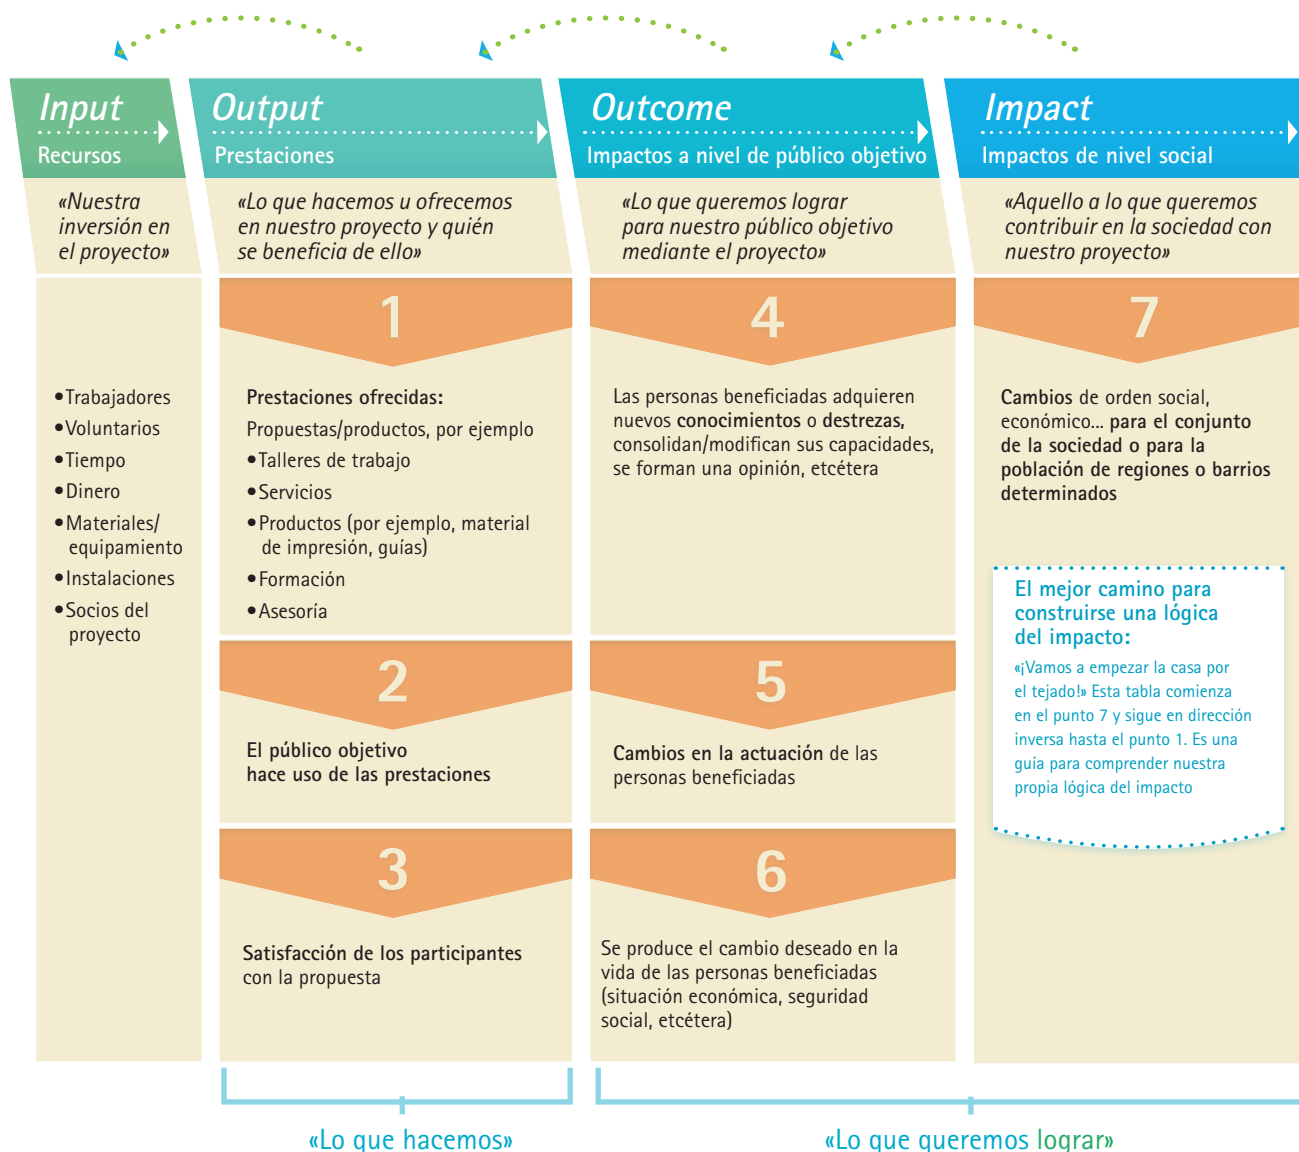 Input
Recursos
«Nuestra
inversión en
el proyecto»
•Trabajadores
•Voluntarios
•Tiempo
•Dinero
•Materiales/
equipamiento
•Instalaciones
•Socios del
proyecto
Output
Prestaciones
«Lo que hacemos u ofrecemos
en nuestro proyecto y quién
se beneficia de ello»
1
Prestaciones ofrecidas:
Propuestas/productos, por ejemplo
•Talleres de trabajo
•Servicios
•Productos (por ejemplo, material
de impresión, guías)
•Formación
•Asesoría
2
El público objetivo
hace uso de las prestaciones
3
Satisfacción de los participantes
con la propuesta
Outcome
Impactos a nivel de público objetivo
«Lo que queremos lograr
para nuestro público objetivo
mediante el proyecto»
4
Las personas beneficiadas adquieren
nuevos conocimientos o destrezas,
consolidan/modifican sus capacidades,
se forman una opinión, etcétera
5
Cambios en la actuación de las
personas beneficiadas
6
Se produce el cambio deseado en la
vida de las personas beneficiadas
(situación económica, seguridad
social, etcétera)
Impact
Impactos de nivel social
«Aquello a lo que queremos
contribuir en la sociedad con
nuestro proyecto»
7
Cambios de orden social,
económico... para el conjunto
de la sociedad o para la
población de regiones o barrios
determinados
El mejor camino para
construirse una lógica
del impacto:
«¡Vamos a empezar la casa por
el tejado!» Esta tabla comienza
en el punto 7 y sigue en dirección
inversa hasta el punto 1. Es una
guía para comprender nuestra
propia lógica del impacto
«Lo que hacemos»
«Lo que queremos lograr»